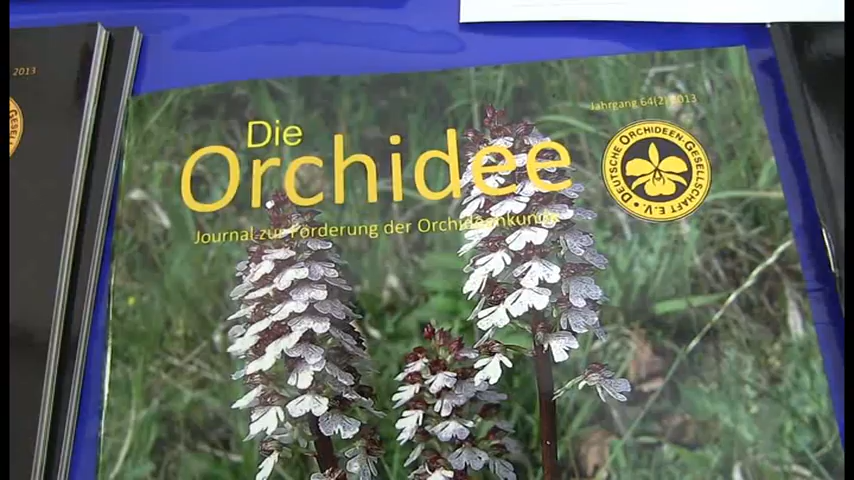 2013
Die
Orchidee
Journal zur Förderung der Orchideenkunde
Jahrgang 64(2) 2013
DEUTSCHE ORCHIDEEN-GESELLSCHAFT E.V.